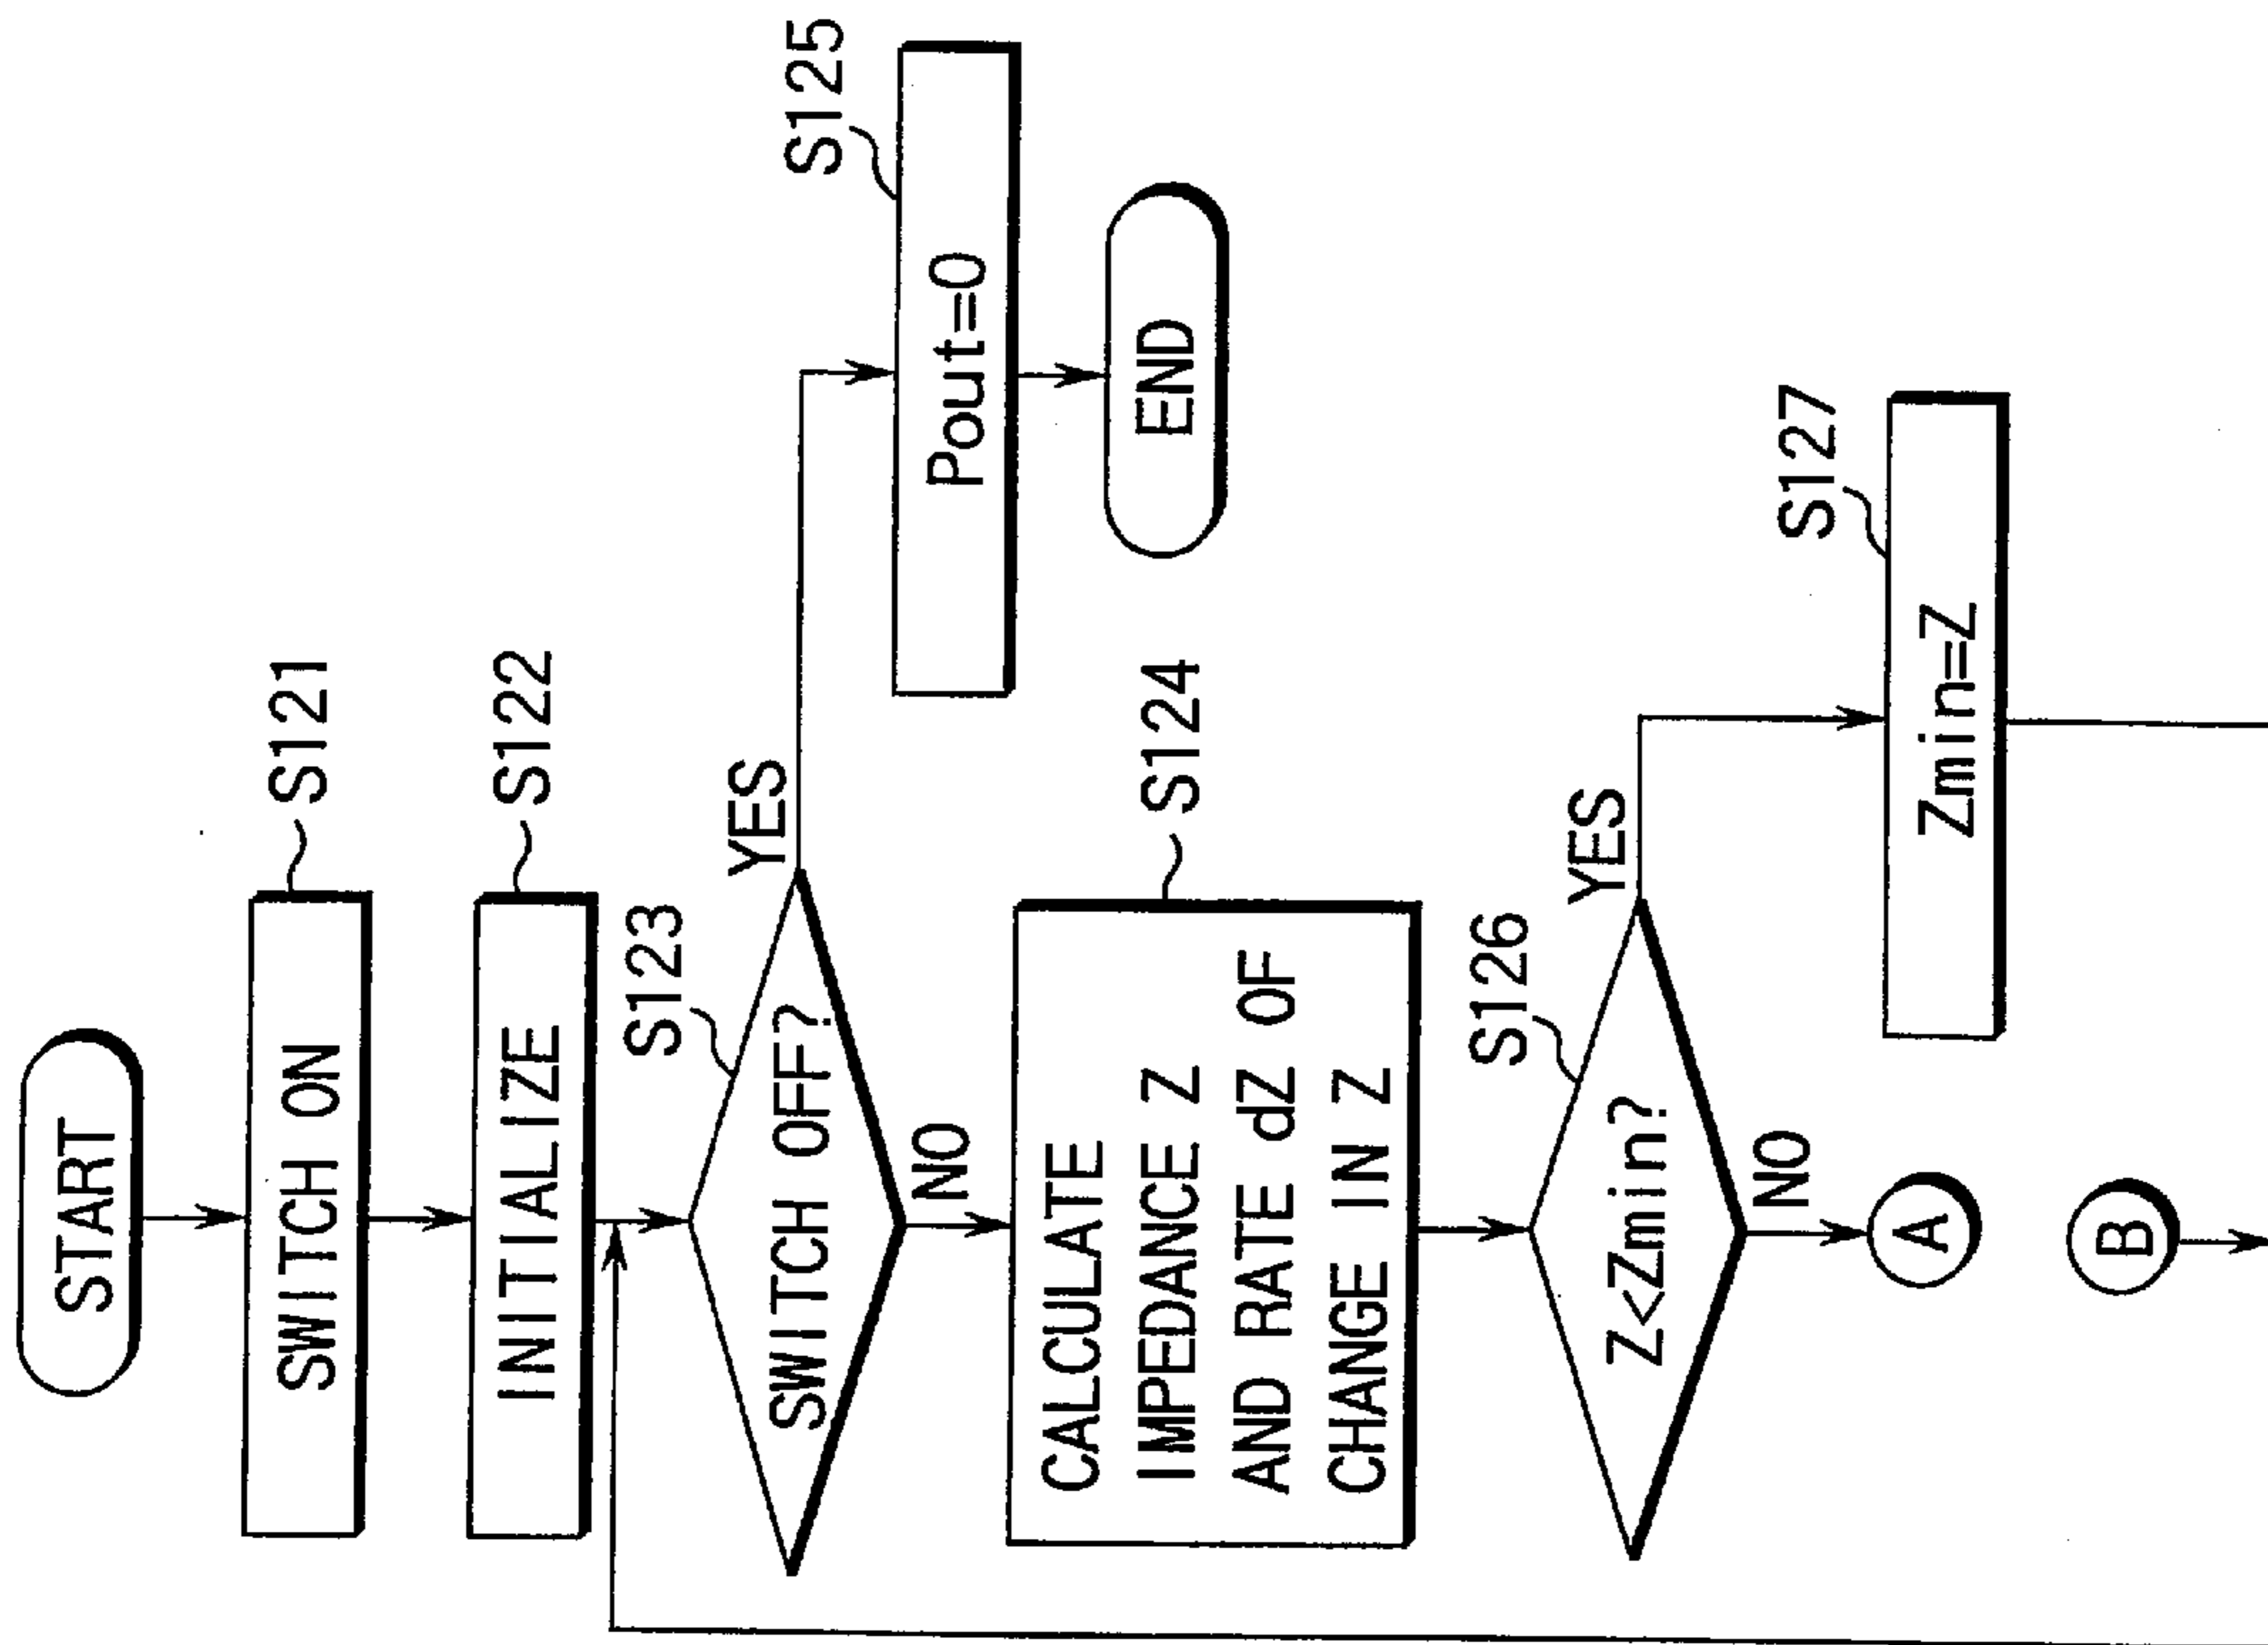 START
SWITCH ON
S121
INITIALIZE
S122
S123
SWITCH OFF?
YES
NO
S125
Pout=0
END
S124
CALCULATE
IMPEDANCE Z
AND RATE dZ OF
CHANGE IN Z
S126
Z<Zmin?
YES
NO
S127
Zmin=Z
A
B